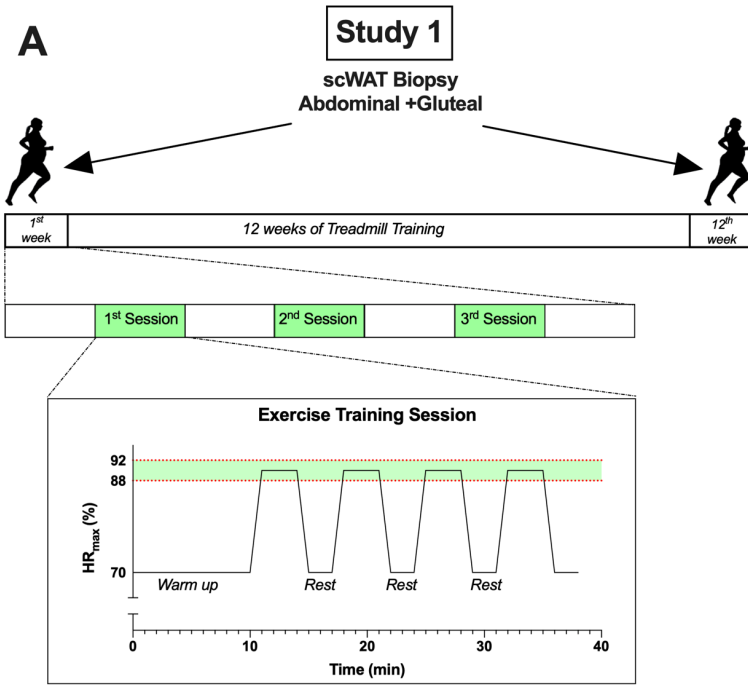 A
Study 1
scWAT Biopsy
Abdominal +Gluteal
1st
week
12 weeks of Treadmill Training
12th
week
1st Session
2nd Session
3rd Session
Exercise Training Session
92
88
70
HRmax (%)
Warm up
Rest
Rest
Rest
0
10
20
30
40
Time (min)